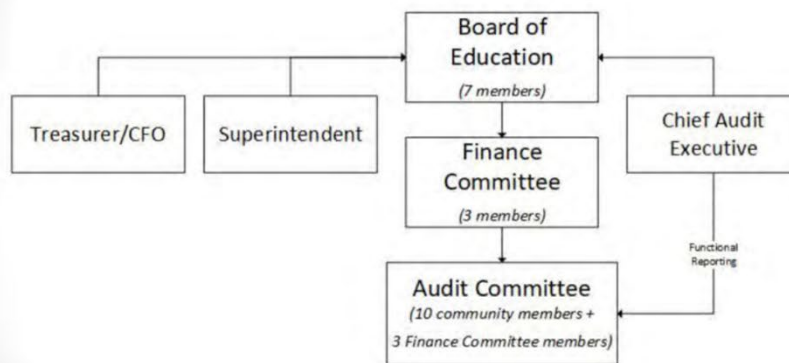 Board of
Education
(7 members)
Treasurer/CFO
Superintendent
Chief Audit
Executive
Finance
Committee
(3 members)
Functional
Reporting
Audit Committee
(10 community members +
3 Finance Committee members)